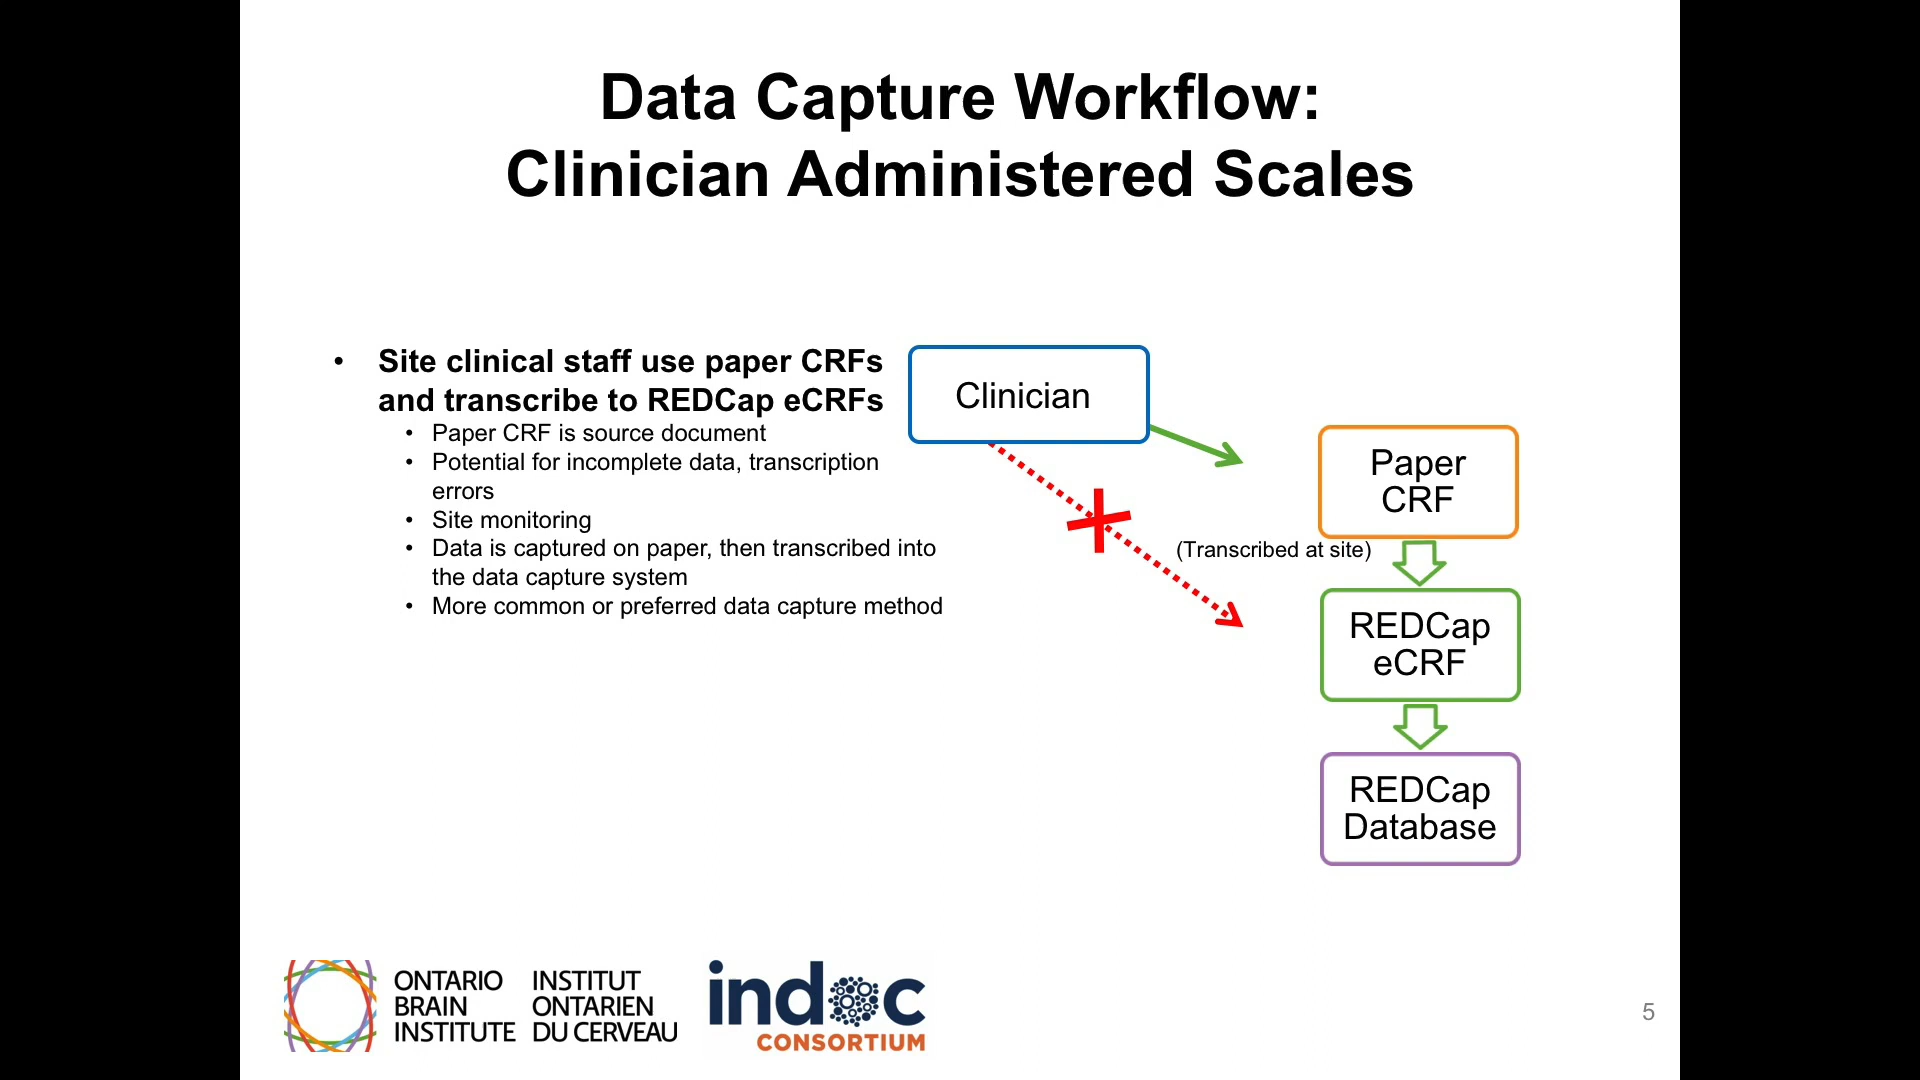 Data Capture Workflow:
Clinician Administered Scales
• Site clinical staff use paper CRFs
and transcribe to REDCap eCRFs
• Paper CRF is source document
• Potential for incomplete data, transcription
errors
• Site monitoring
• Data is captured on paper, then transcribed into
the data capture system
• More common or preferred data capture method
Clinician
Paper
CRF
(Transcribed at site)
REDCap
eCRF
REDCap
Database
ONTARIO
BRAIN
INSTITUTE
INSTITUT
ONTARIEN
DU CERVEAU
indoc
CONSORTIUM
5